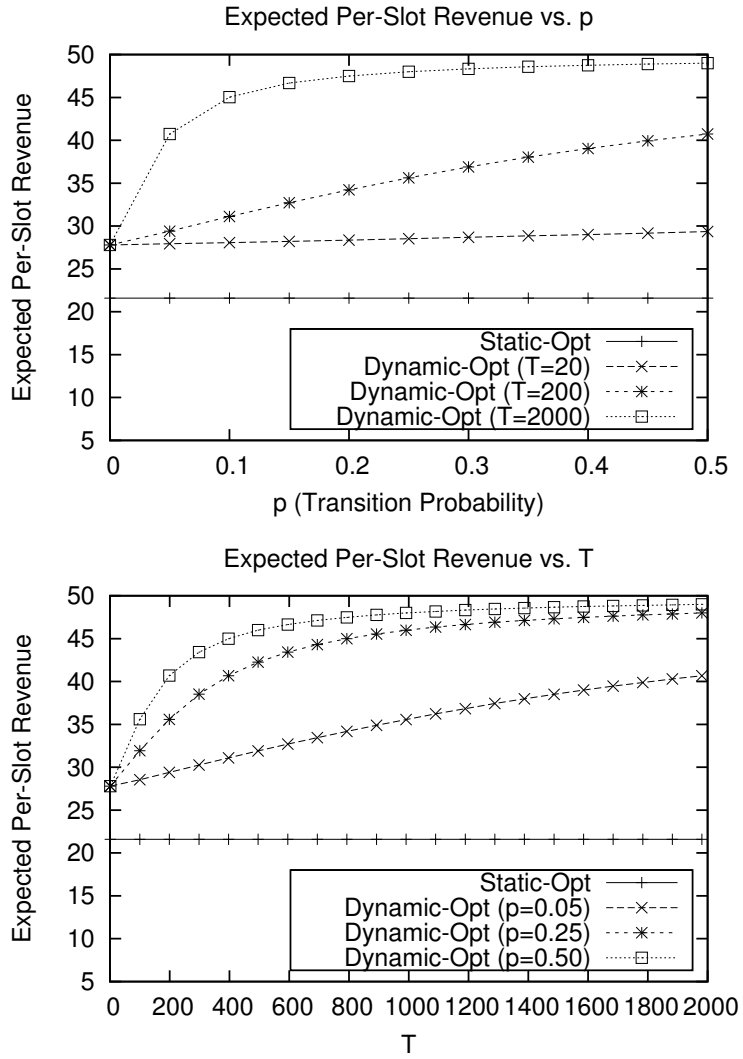 Expected Per-Slot Revenue vs. p
Expected Per-Slot Revenue
50
45
40
35
30
25
20
15
10
5
Static-Opt
Dynamic-Opt (T=20)
Dynamic-Opt (T=200)
Dynamic-Opt (T=2000)
0 0.1 0.2 0.3 0.4 0.5
p (Transition Probability)
Expected Per-Slot Revenue vs. T
Expected Per-Slot Revenue
50
45
40
35
30
25
20
15
10
5
Static-Opt
Dynamic-Opt (p=0.05)
Dynamic-Opt (p=0.25)
Dynamic-Opt (p=0.50)
0 200 400 600 800 1000 1200 1400 1600 1800 2000
T